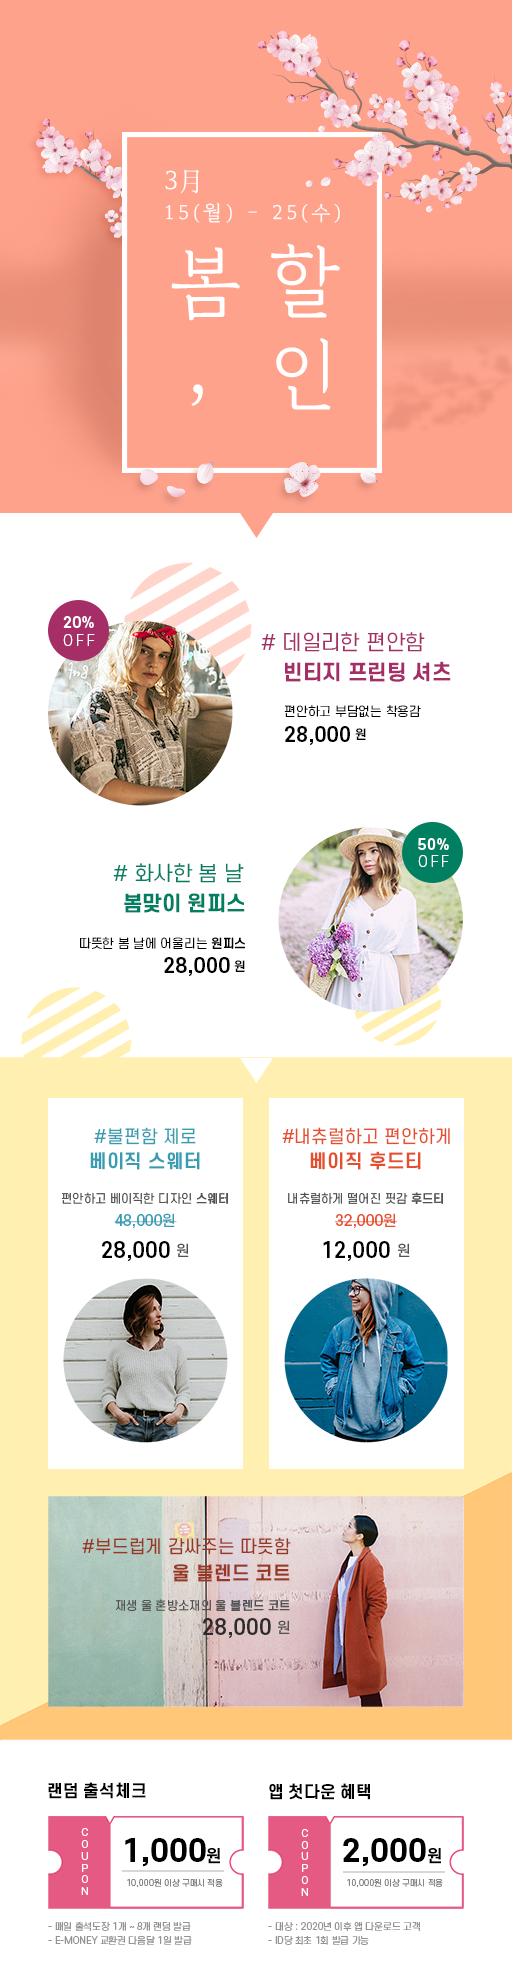 3月
15(월) - 25(수)
봄 할
, 인
20%
OFF
# 데일리한 편안함
빈티지 프린팅 셔츠
편안하고 부담없는 착용감
28,000 원
50%
OFF
# 화사한 봄 날
봄맞이 원피스
따뜻한 봄 날에 어울리는 원피스
28,000 원
#불편함 제로
베이직 스웨터
편안하고 베이직한 디자인 스웨터
48,000원
28,000 원
#내츄럴하고 편안하게
베이직 후드티
내츄럴하게 떨어진 핏감 후드티
32,000원
12,000 원
#부드럽게 감싸주는 따뜻함
울 블렌드 코트
재생 울 혼방소재의 울 블렌드 코트
28,000 원
랜덤 출석체크
COUPON
1,000원
10,000원 이상 구매시 적용
- 매일 출석도장 1개 ~ 8개 랜덤 발급
- E-MONEY 교환권 다음달 1일 발급
앱 첫다운 혜택
COUPON
2,000원
10,000원 이상 구매시 적용
- 대상 : 2020년 이후 앱 다운로드 고객
- ID당 최초 1회 발급 가능